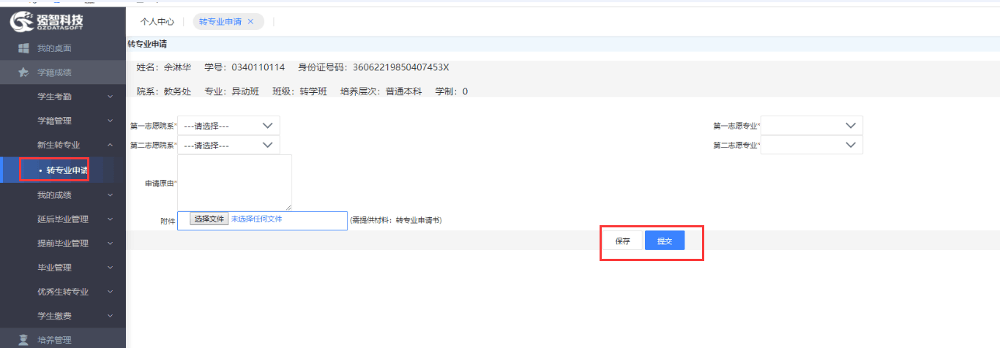 强智科技
QZDATASOFT
个人中心
转专业申请 ×
我的桌面
学籍成绩
学生考勤
学籍管理
新生转专业
• 转专业申请
我的成绩
延后毕业管理
提前毕业管理
毕业管理
优秀生转专业
学生缴费
培养管理
转专业申请
姓名：余淋华 学号：0340110114 身份证号码：36062219850407453X
院系：教务处 专业：异动班 班级：转学班 培养层次：普通本科 学制：0
第一志愿院系* ---请选择--- 第一志愿专业*
第二志愿院系* ---请选择--- 第二志愿专业*
申请原由*
附件 选择文件 未选择任何文件 (需提供材料：转专业申请书)
保存 提交